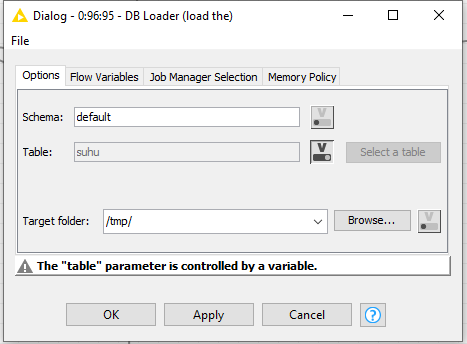 Dialog - 0:96:95 - DB Loader (load the)
File
Options Flow Variables Job Manager Selection Memory Policy
Schema: default V
Table: suhu V Select a table
Target folder: /tmp/ Browse... V
The "table" parameter is controlled by a variable.
OK Apply Cancel ?